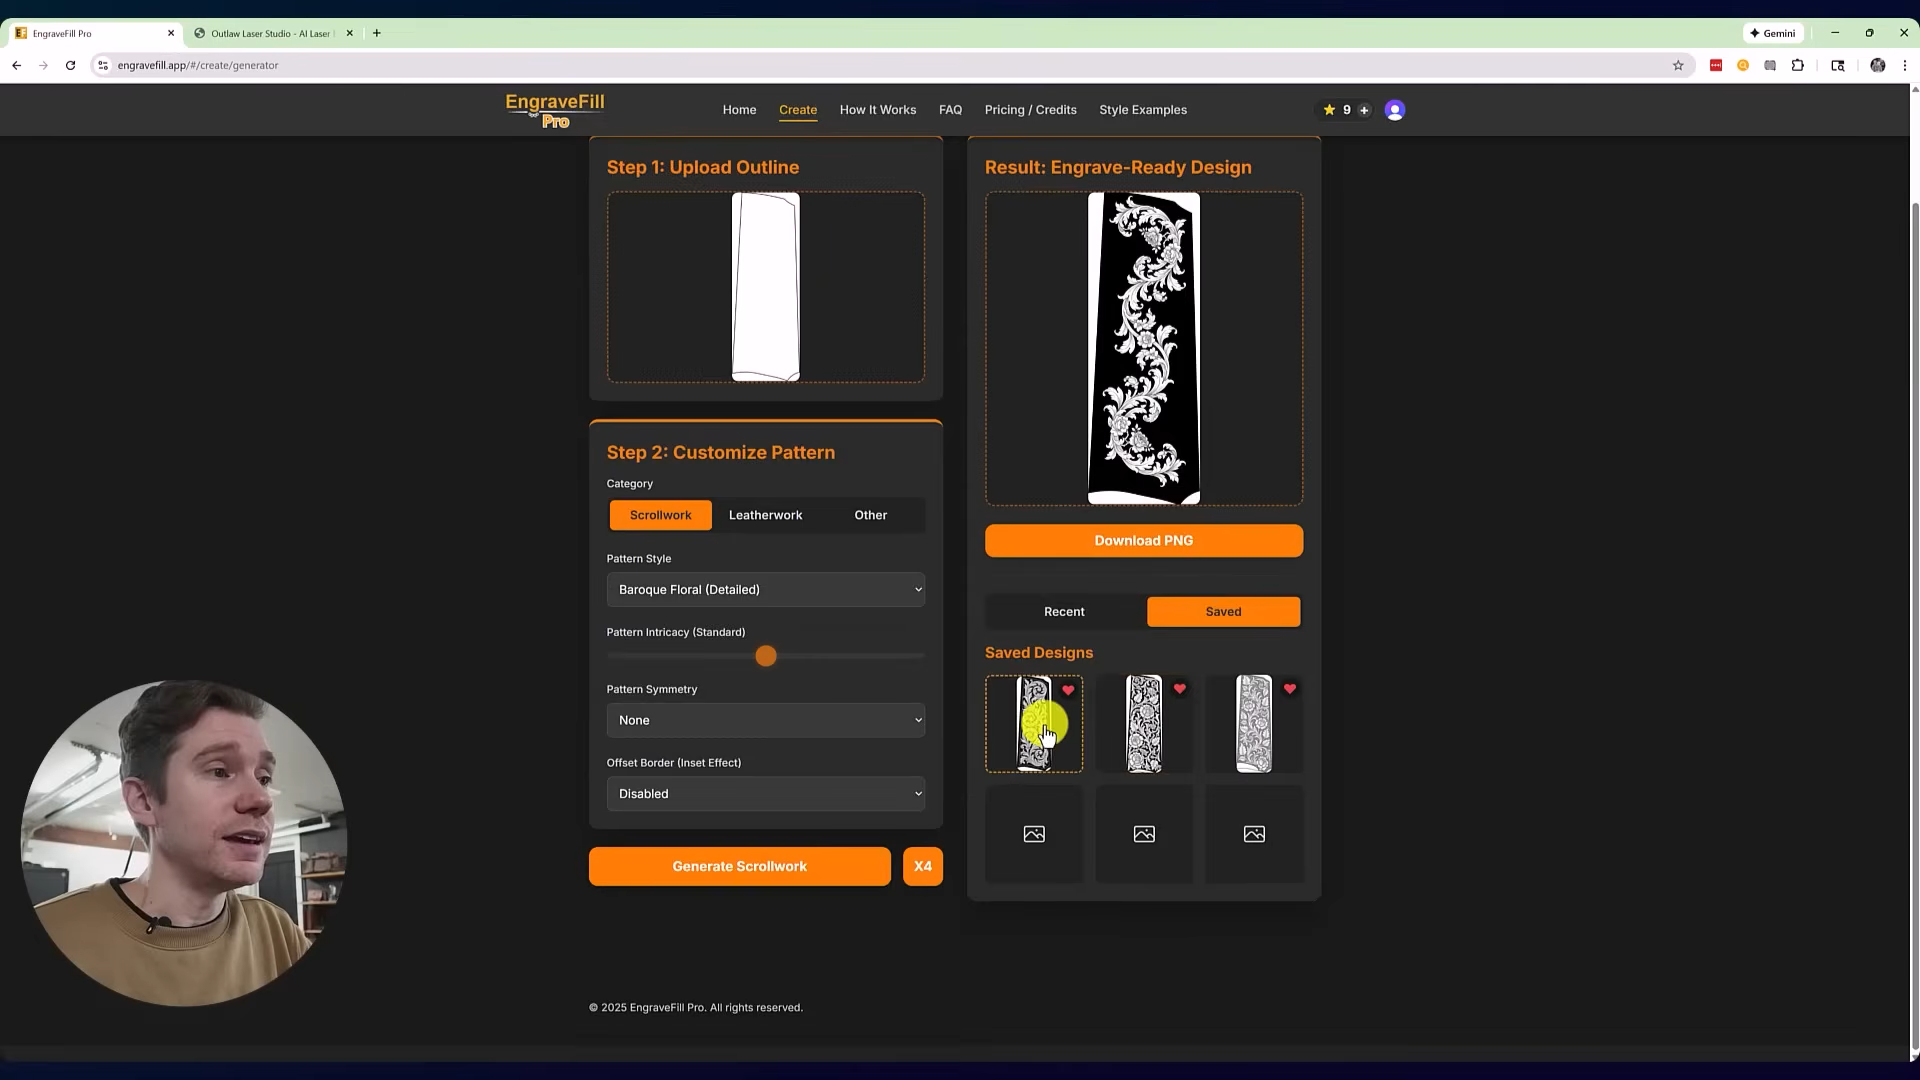 EngraveFill Pro
Outlaw Laser Studio - AI Laser
Gemini
engravefill.app/#/create/generator
EngraveFill
Pro
Home
Create
How It Works
FAQ
Pricing / Credits
Style Examples
9
Step 1: Upload Outline
Step 2: Customize Pattern
Category
Scrollwork
Leatherwork
Other
Pattern Style
Baroque Floral (Detailed)
Pattern Intricacy (Standard)
Pattern Symmetry
None
Offset Border (Inset Effect)
Disabled
Generate Scrollwork
X4
Result: Engrave-Ready Design
Download PNG
Recent
Saved
Saved Designs
© 2025 EngraveFill Pro. All rights reserved.